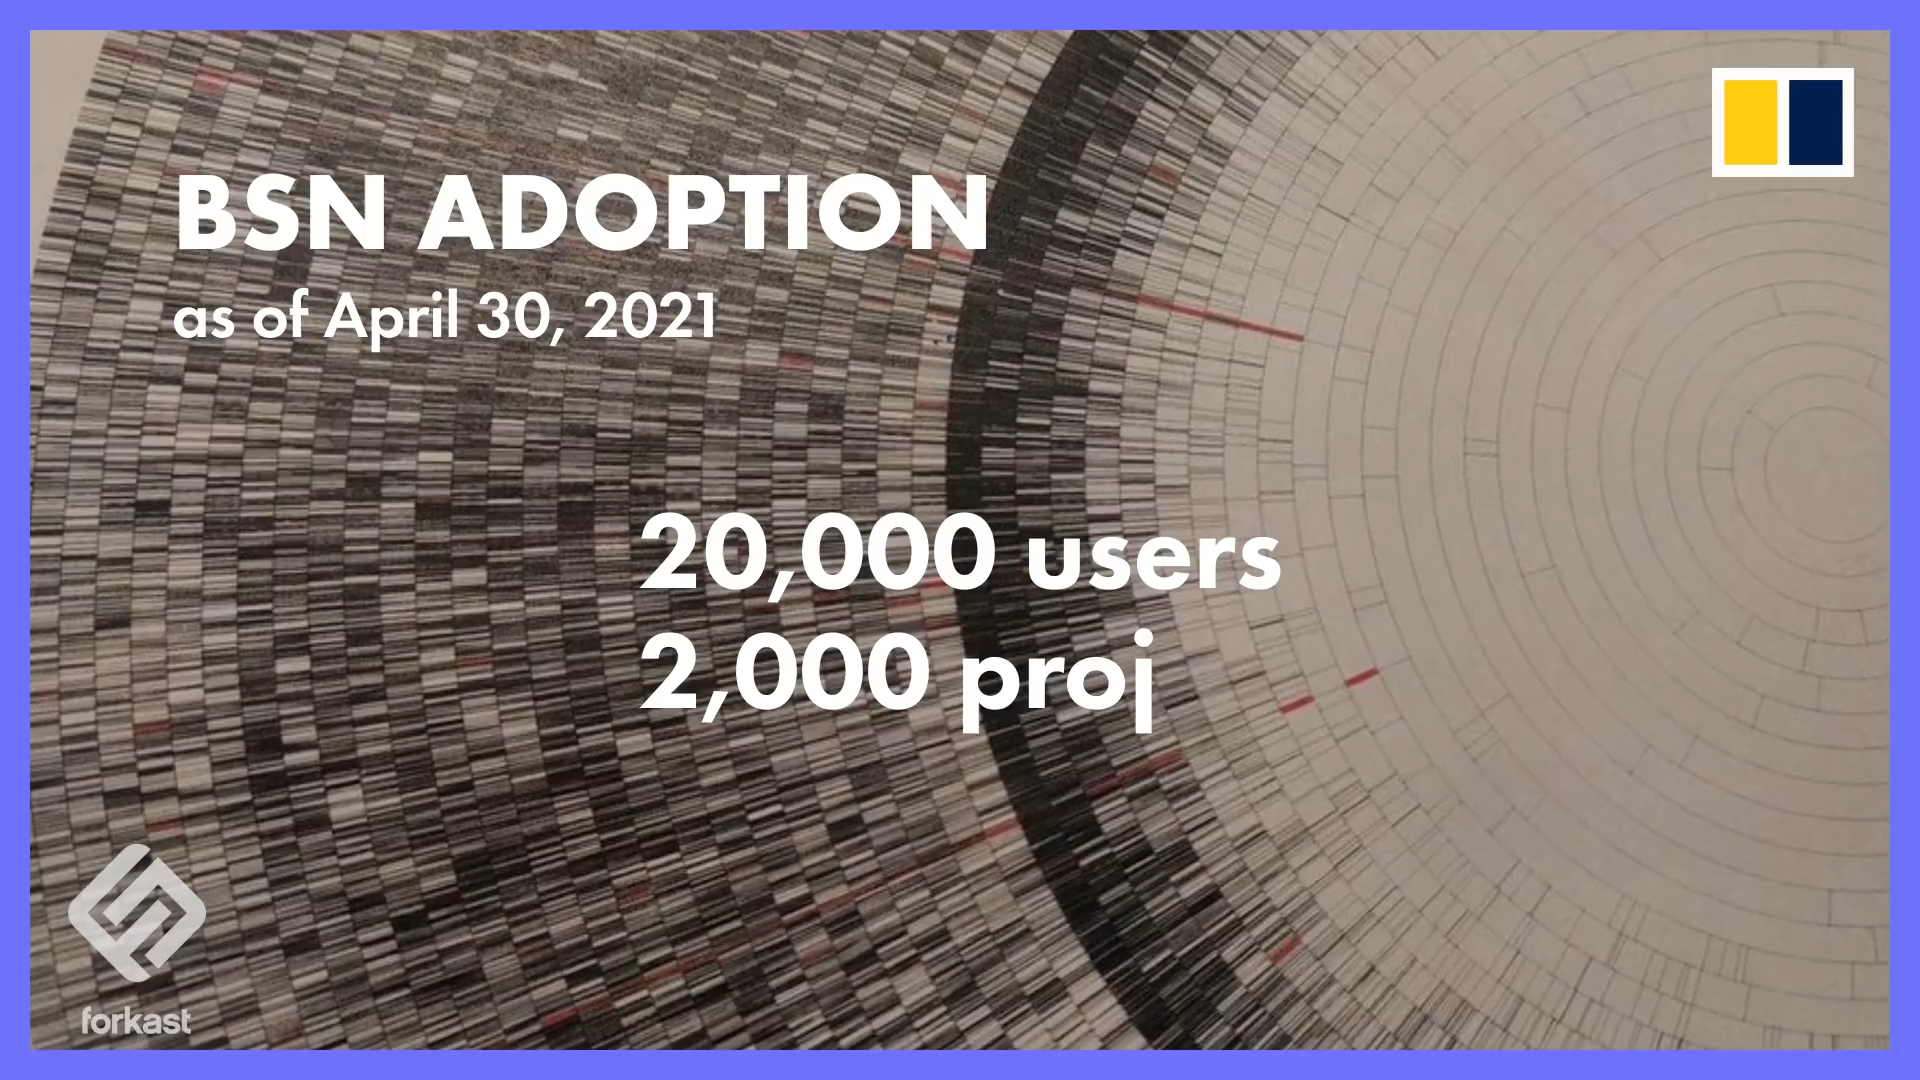 BSN ADOPTION
as of April 30, 2021
20,000 users
2,000 proj
forkast